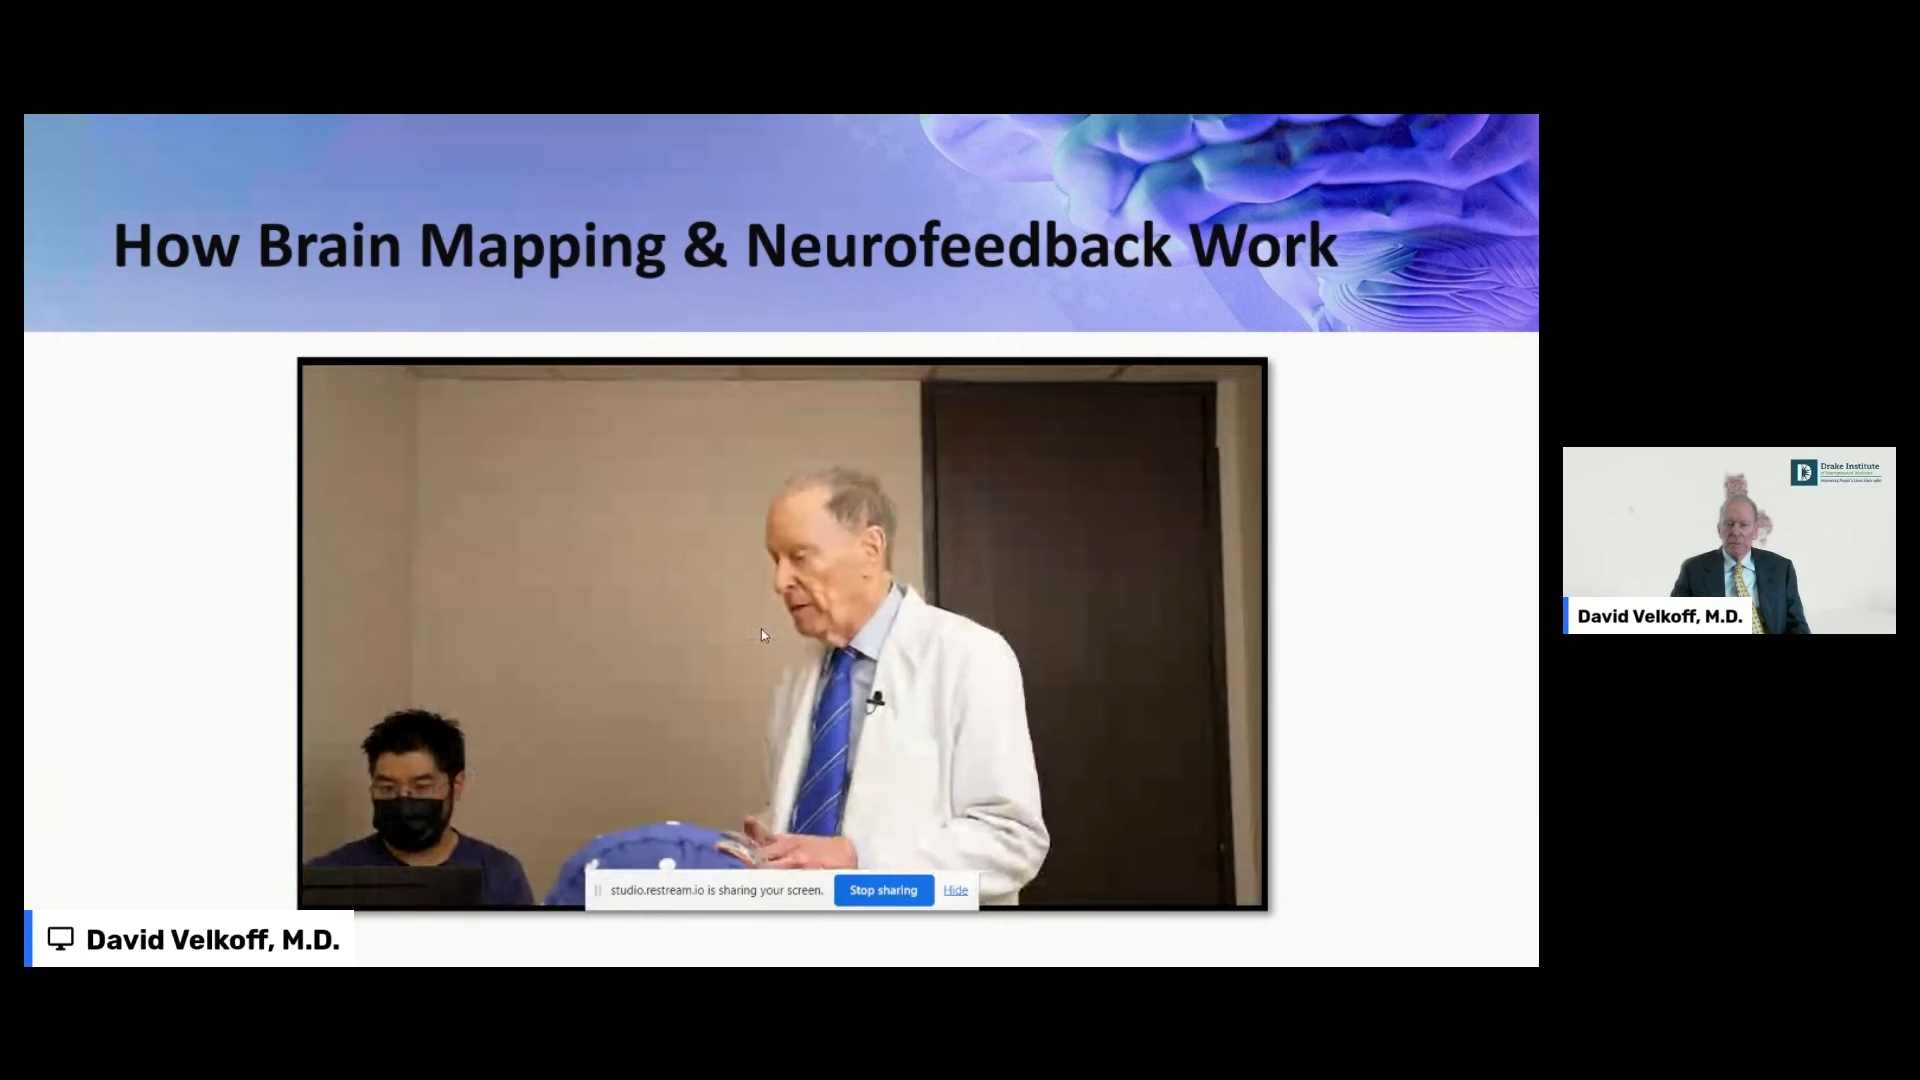 How Brain Mapping & Neurofeedback Work
studio.restream.io is sharing your screen.
Stop sharing
Hide
David Velkoff, M.D.
Drake Institute
David Velkoff, M.D.